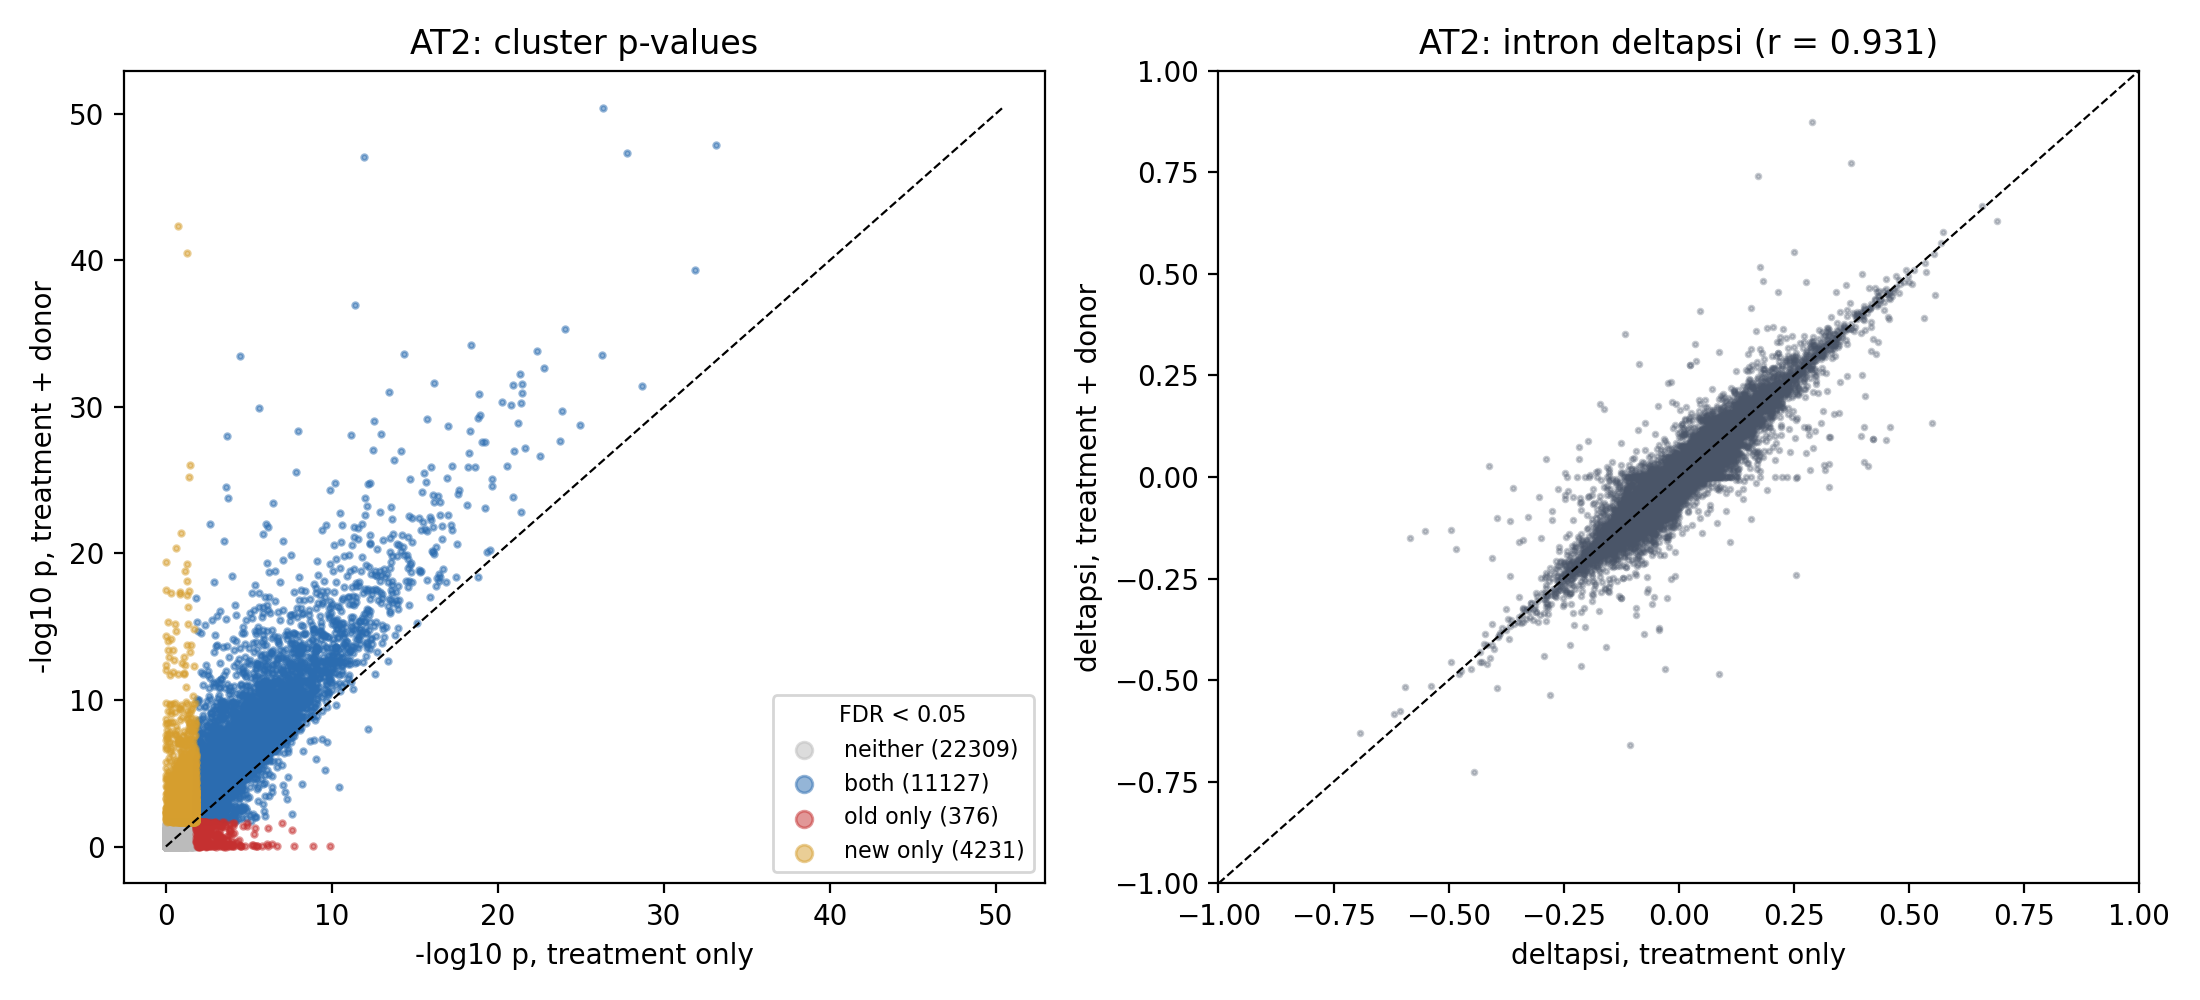 AT2: cluster p-values
50
40
30
20
10
0
-log10 p, treatment + donor
0
10
20
30
40
50
-log10 p, treatment only
FDR < 0.05
neither (22309)
both (11127)
old only (376)
new only (4231)
AT2: intron deltapsi (r = 0.931)
1.00
0.75
0.50
0.25
0.00
−0.25
−0.50
−0.75
−1.00
deltapsi, treatment + donor
−1.00
−0.75
−0.50
−0.25
0.00
0.25
0.50
0.75
1.00
deltapsi, treatment only